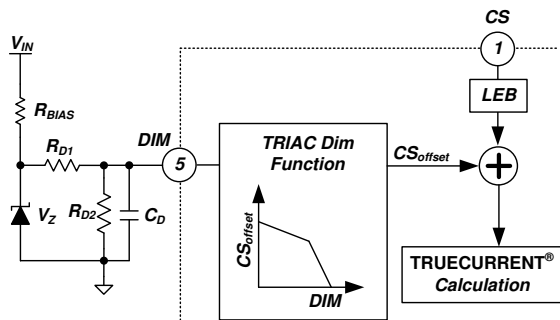 CS
1
V_IN
LEB
R_BIAS
R_D1
DIM
5
TRIAC Dim
Function
CS_offset
V_Z
R_D2
C_D
CS_offset
DIM
TRUECURRENT®
Calculation